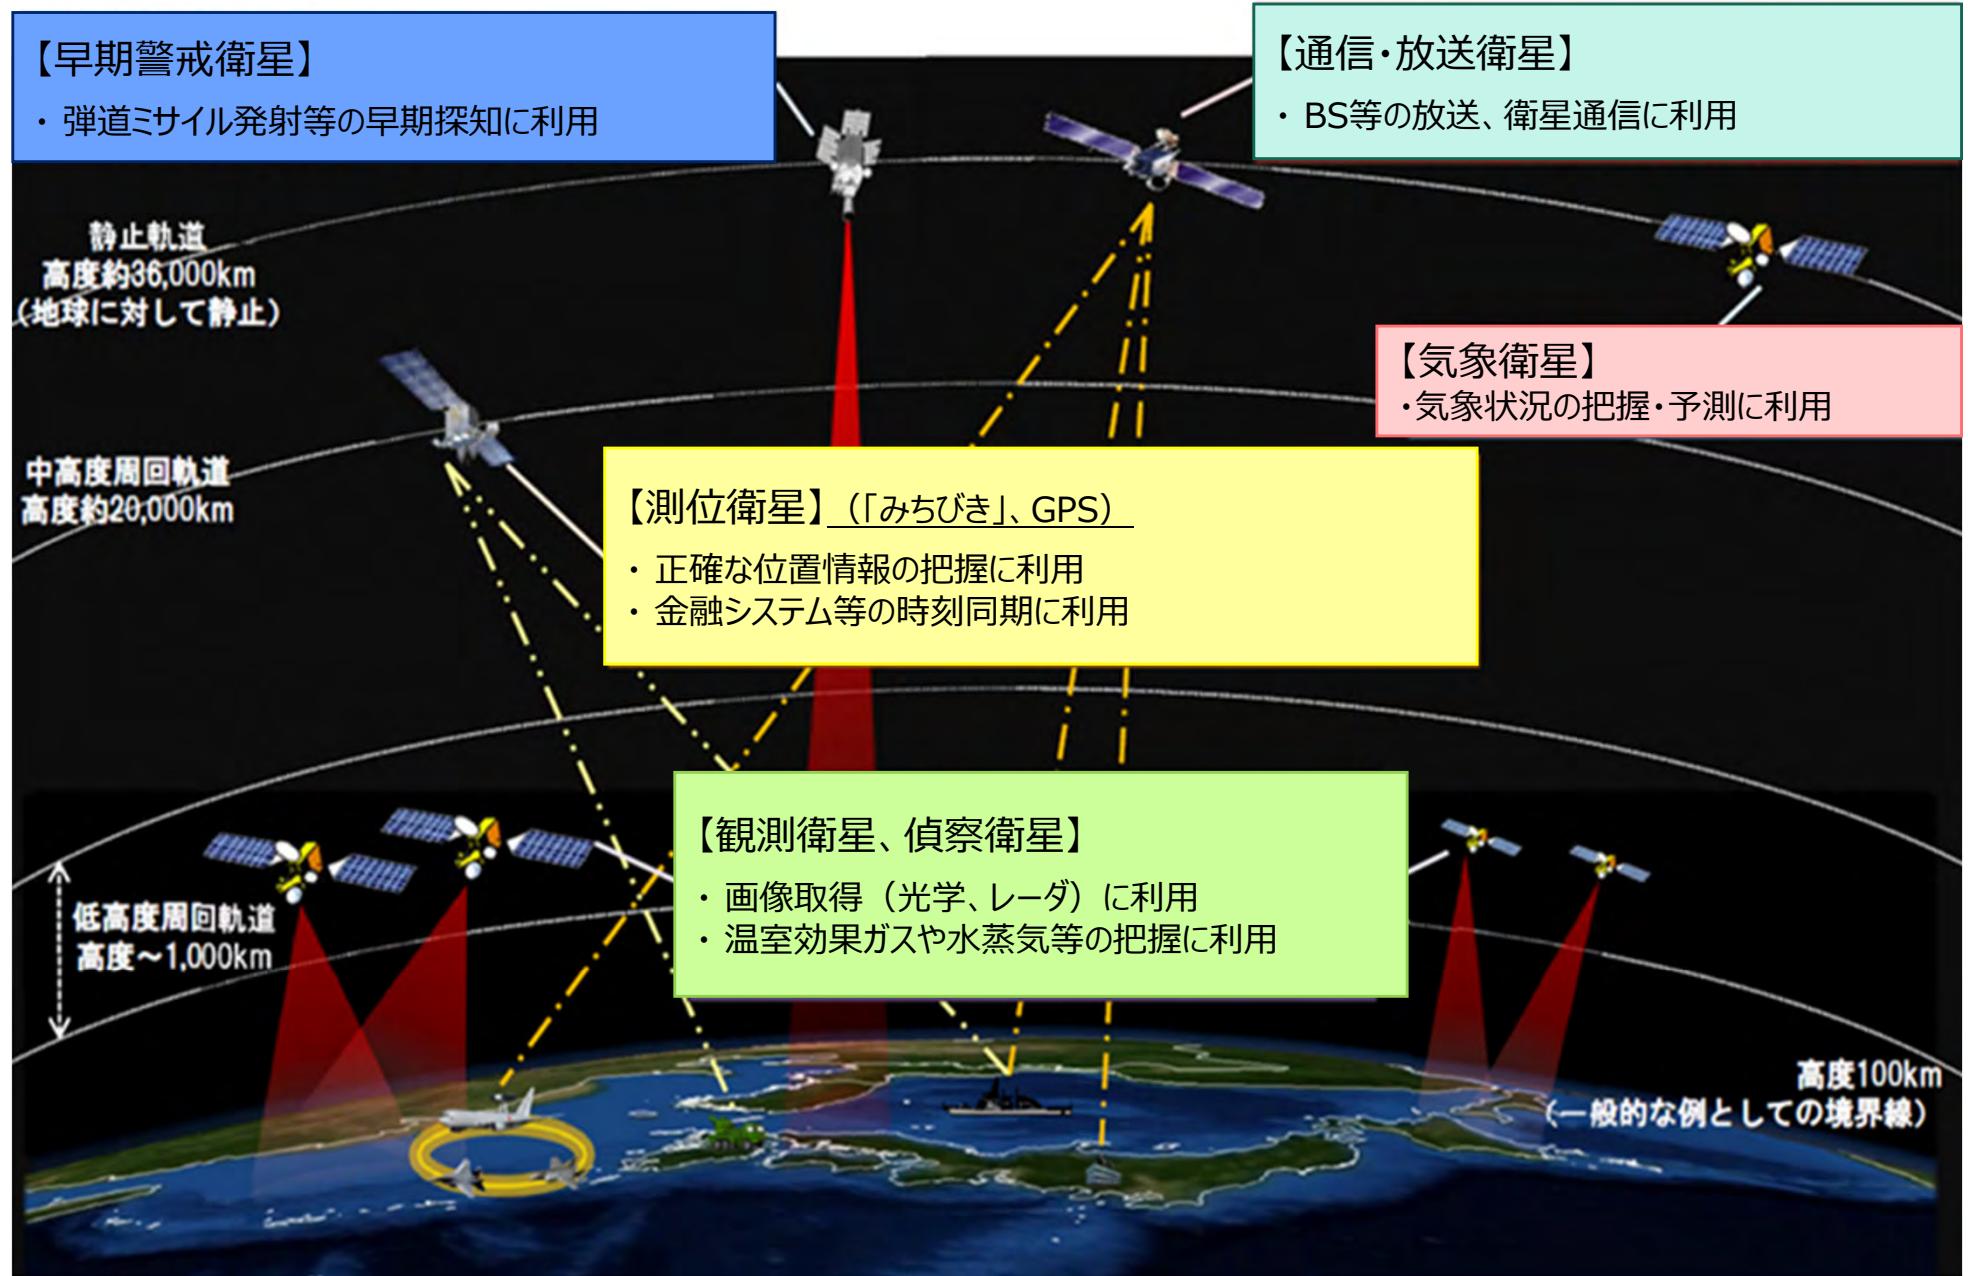 【早期警戒衛星】
・ 弾道ミサイル発射等の早期探知に利用
【通信・放送衛星】
・ BS等の放送、衛星通信に利用
静止軌道
高度約36,000km
（地球に対して静止）
【気象衛星】
・気象状況の把握・予測に利用
中高度周回軌道
高度約20,000km
【測位衛星】（「みちびき」、GPS）
・ 正確な位置情報の把握に利用
・ 金融システム等の時刻同期に利用
【観測衛星、偵察衛星】
・ 画像取得（光学、レーダ）に利用
・ 温室効果ガスや水蒸気等の把握に利用
低高度周回軌道
高度～1,000km
高度100km
（一般的な例としての境界線）